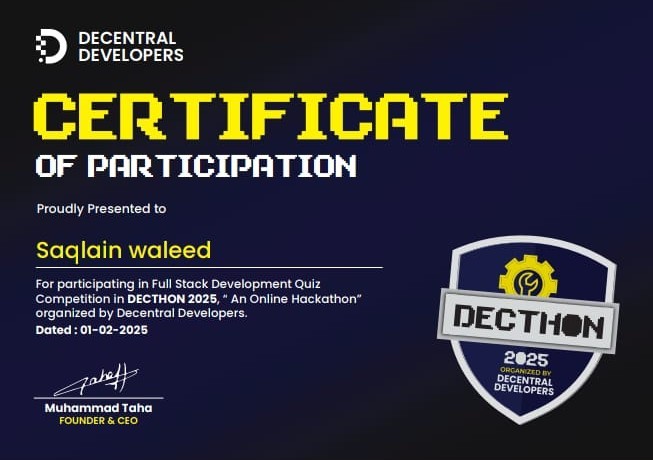 DECENTRAL
DEVELOPERS
CERTIFICATE
OF PARTICIPATION
Proudly Presented to
Saqlain waleed
For participating in Full Stack Development Quiz
Competition in DECTHON 2025, “ An Online Hackathon”
organized by Decentral Developers.
Dated : 01-02-2025
Muhammad Taha
FOUNDER & CEO
DECTHON
2025
ORGANIZED BY
DECENTRAL
DEVELOPERS